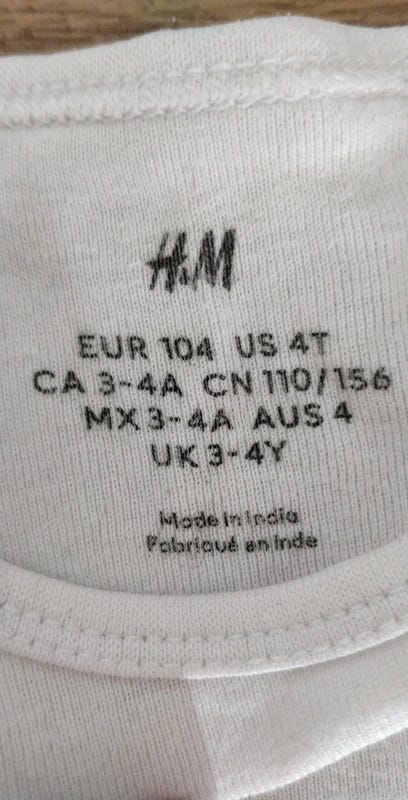 H&M
EUR 104 US 4T
CA 3-4A CN 110/156
MX 3-4A AUS 4
UK 3-4Y
Made in India
Fabriqué en Inde